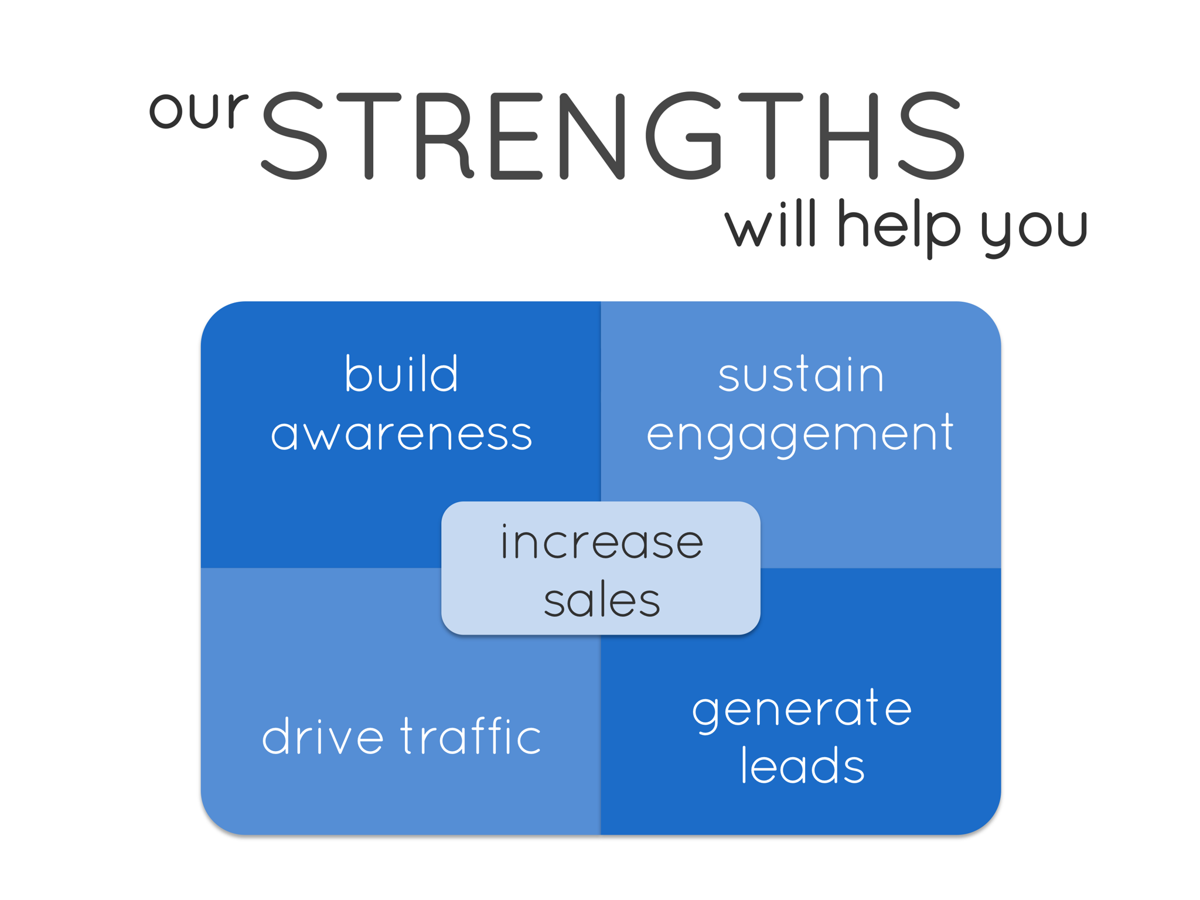 our STRENGTHS
will help you
build
awareness
sustain
engagement
increase
sales
drive traffic
generate
leads